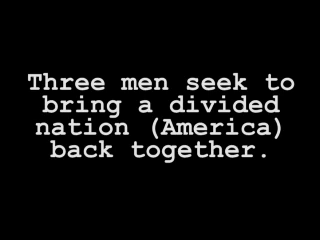 Three men seek to
bring a divided
nation (America)
back together.